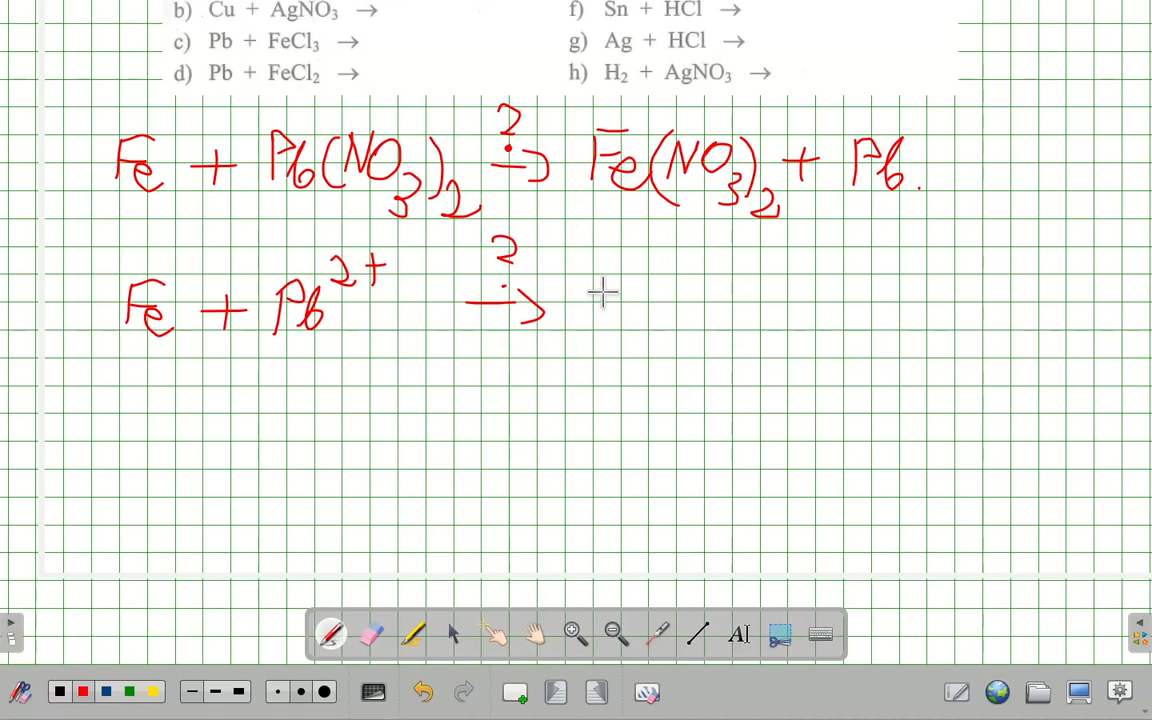 b) Cu + AgNO₃ → f) Sn + HCl →
c) Pb + FeCl₃ → g) Ag + HCl →
d) Pb + FeCl₂ → h) H₂ + AgNO₃ →
?
Fe + Pb(NO₃)₂ → Fe(NO₃)₂ + Pb.
?
Fe + Pb²⁺ →
A